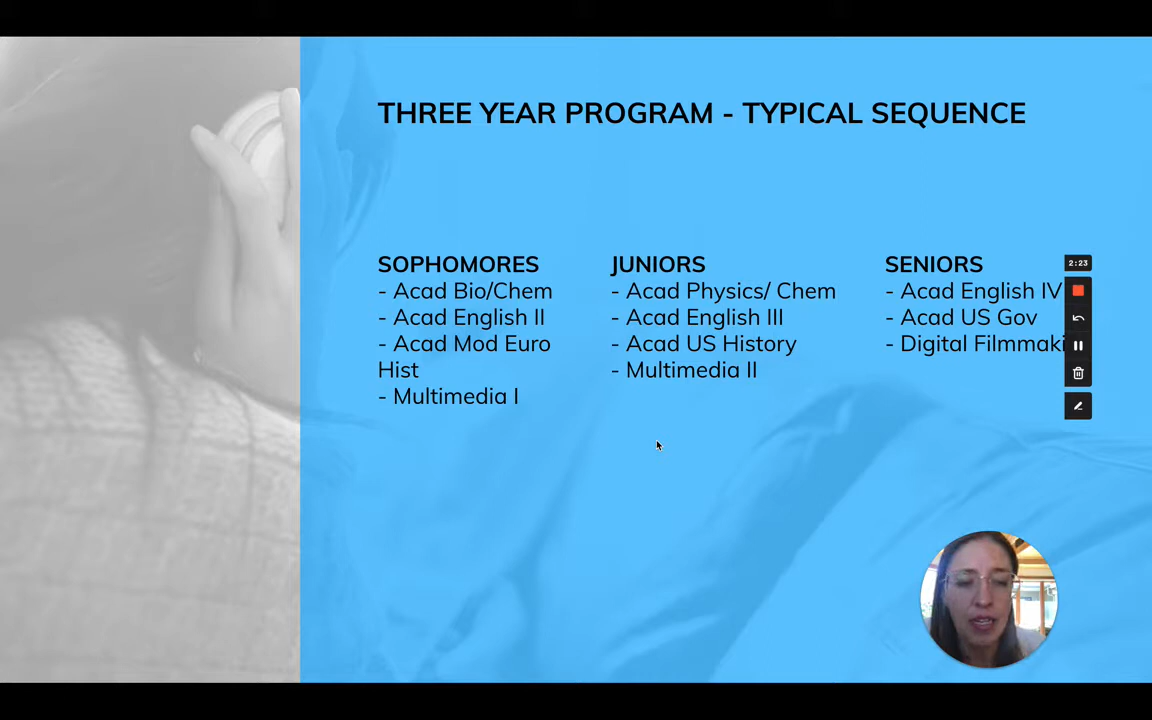 THREE YEAR PROGRAM - TYPICAL SEQUENCE
SOPHOMORES
- Acad Bio/Chem
- Acad English II
- Acad Mod Euro
Hist
- Multimedia I
JUNIORS
- Acad Physics/ Chem
- Acad English III
- Acad US History
- Multimedia II
SENIORS
- Acad English IV
- Acad US Gov
- Digital Filmmaki
2:23